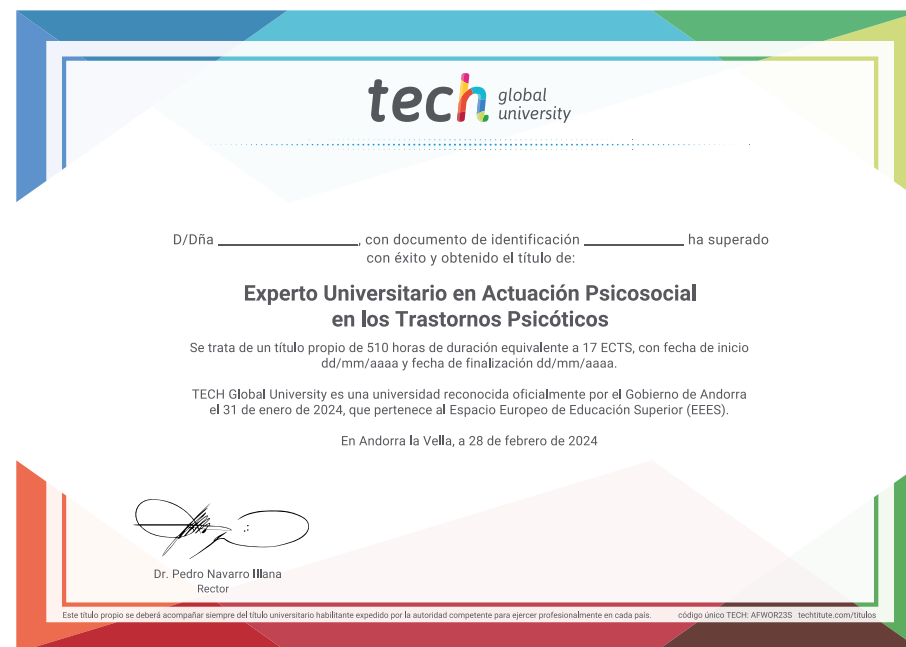 tech global university
D/Dña ____________________, con documento de identificación ______________ ha superado
con éxito y obtenido el título de:
Experto Universitario en Actuación Psicosocial
en los Trastornos Psicóticos
Se trata de un título propio de 510 horas de duración equivalente a 17 ECTS, con fecha de inicio
dd/mm/aaaa y fecha de finalización dd/mm/aaaa.
TECH Global University es una universidad reconocida oficialmente por el Gobierno de Andorra
el 31 de enero de 2024, que pertenece al Espacio Europeo de Educación Superior (EEES).
En Andorra la Vella, a 28 de febrero de 2024
Dr. Pedro Navarro Illana
Rector
Este título propio se deberá acompañar siempre del título universitario habilitante expedido por la autoridad competente para ejercer profesionalmente en cada país. código único TECH: AFWOR23S techtitute.com/titulos